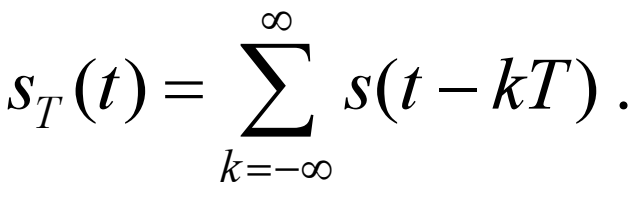 s_T(t) = \sum_{k=-\infty}^{\infty} s(t - kT) .